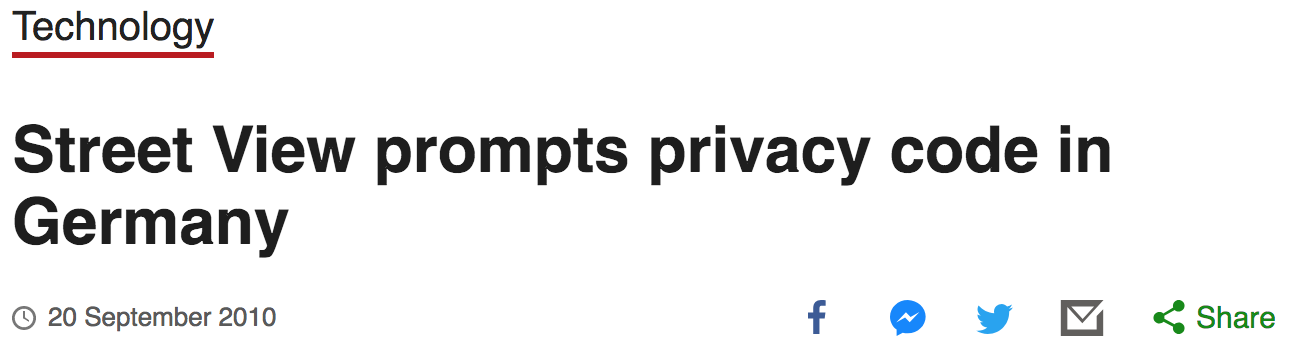 Technology
Street View prompts privacy code in
Germany
20 September 2010
Share